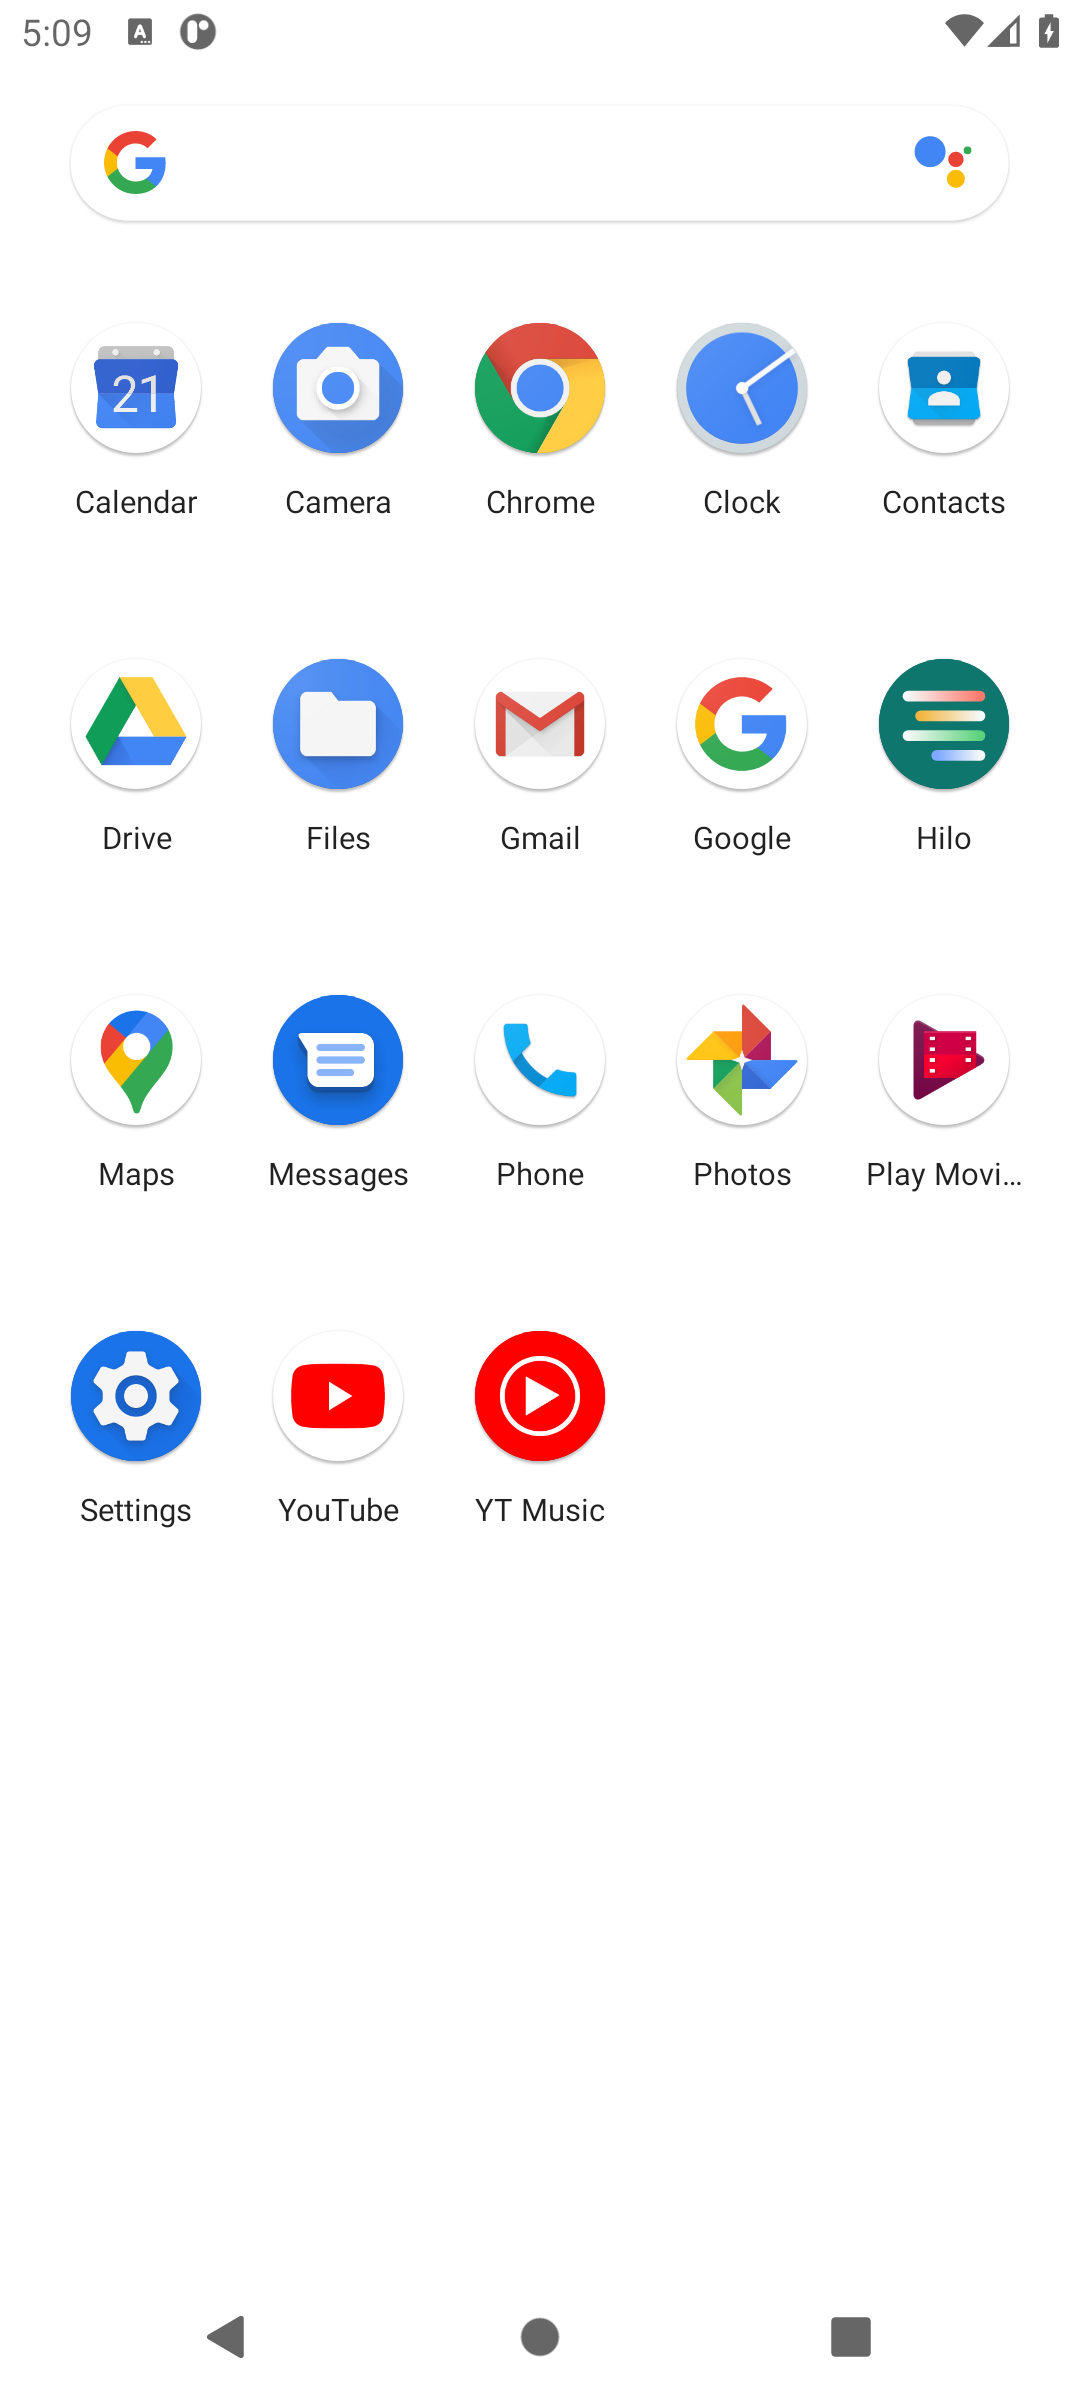 5:09
Calendar Camera Chrome Clock Contacts
Drive Files Gmail Google Hilo
Maps Messages Phone Photos Play Movi...
Settings YouTube YT Music
21
A